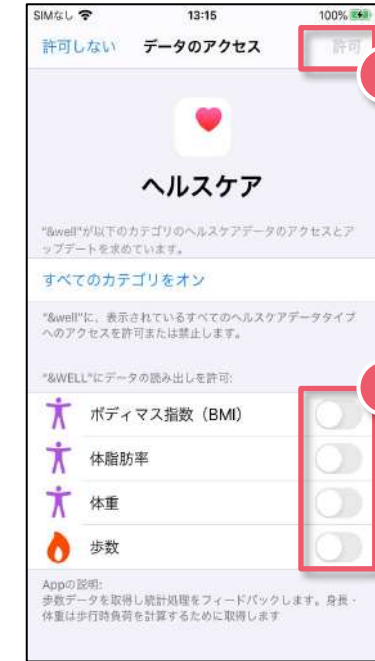 SIMなし 13:15 100%
許可しない データのアクセス 許可
ヘルスケア
"&well"が以下のカテゴリのヘルスケアデータのアクセスとア
ップデートを求めています。
すべてのカテゴリをオン
"&well"に、表示されているすべてのヘルスケアデータタイプ
へのアクセスを許可または禁止します。
"&WELL"にデータの読み出しを許可:
ボディマス指数（BMI）
体脂肪率
体重
歩数
Appの説明:
歩数データを取得し統計処理をフィードバックします。身長・
体重は歩行時負荷を計算するために取得します